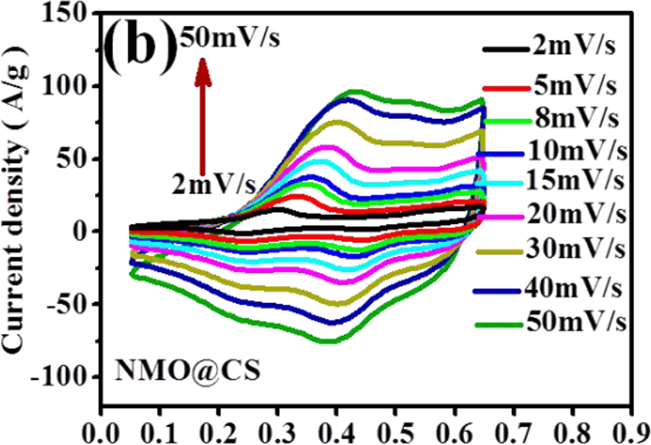 150
(b)
50mV/s
2mV/s
5mV/s
8mV/s
10mV/s
15mV/s
20mV/s
30mV/s
40mV/s
50mV/s
100
50
2mV/s
0
-50
-100
Current density ( A/g )
NMO@CS
0.0 0.1 0.2 0.3 0.4 0.5 0.6 0.7 0.8 0.9